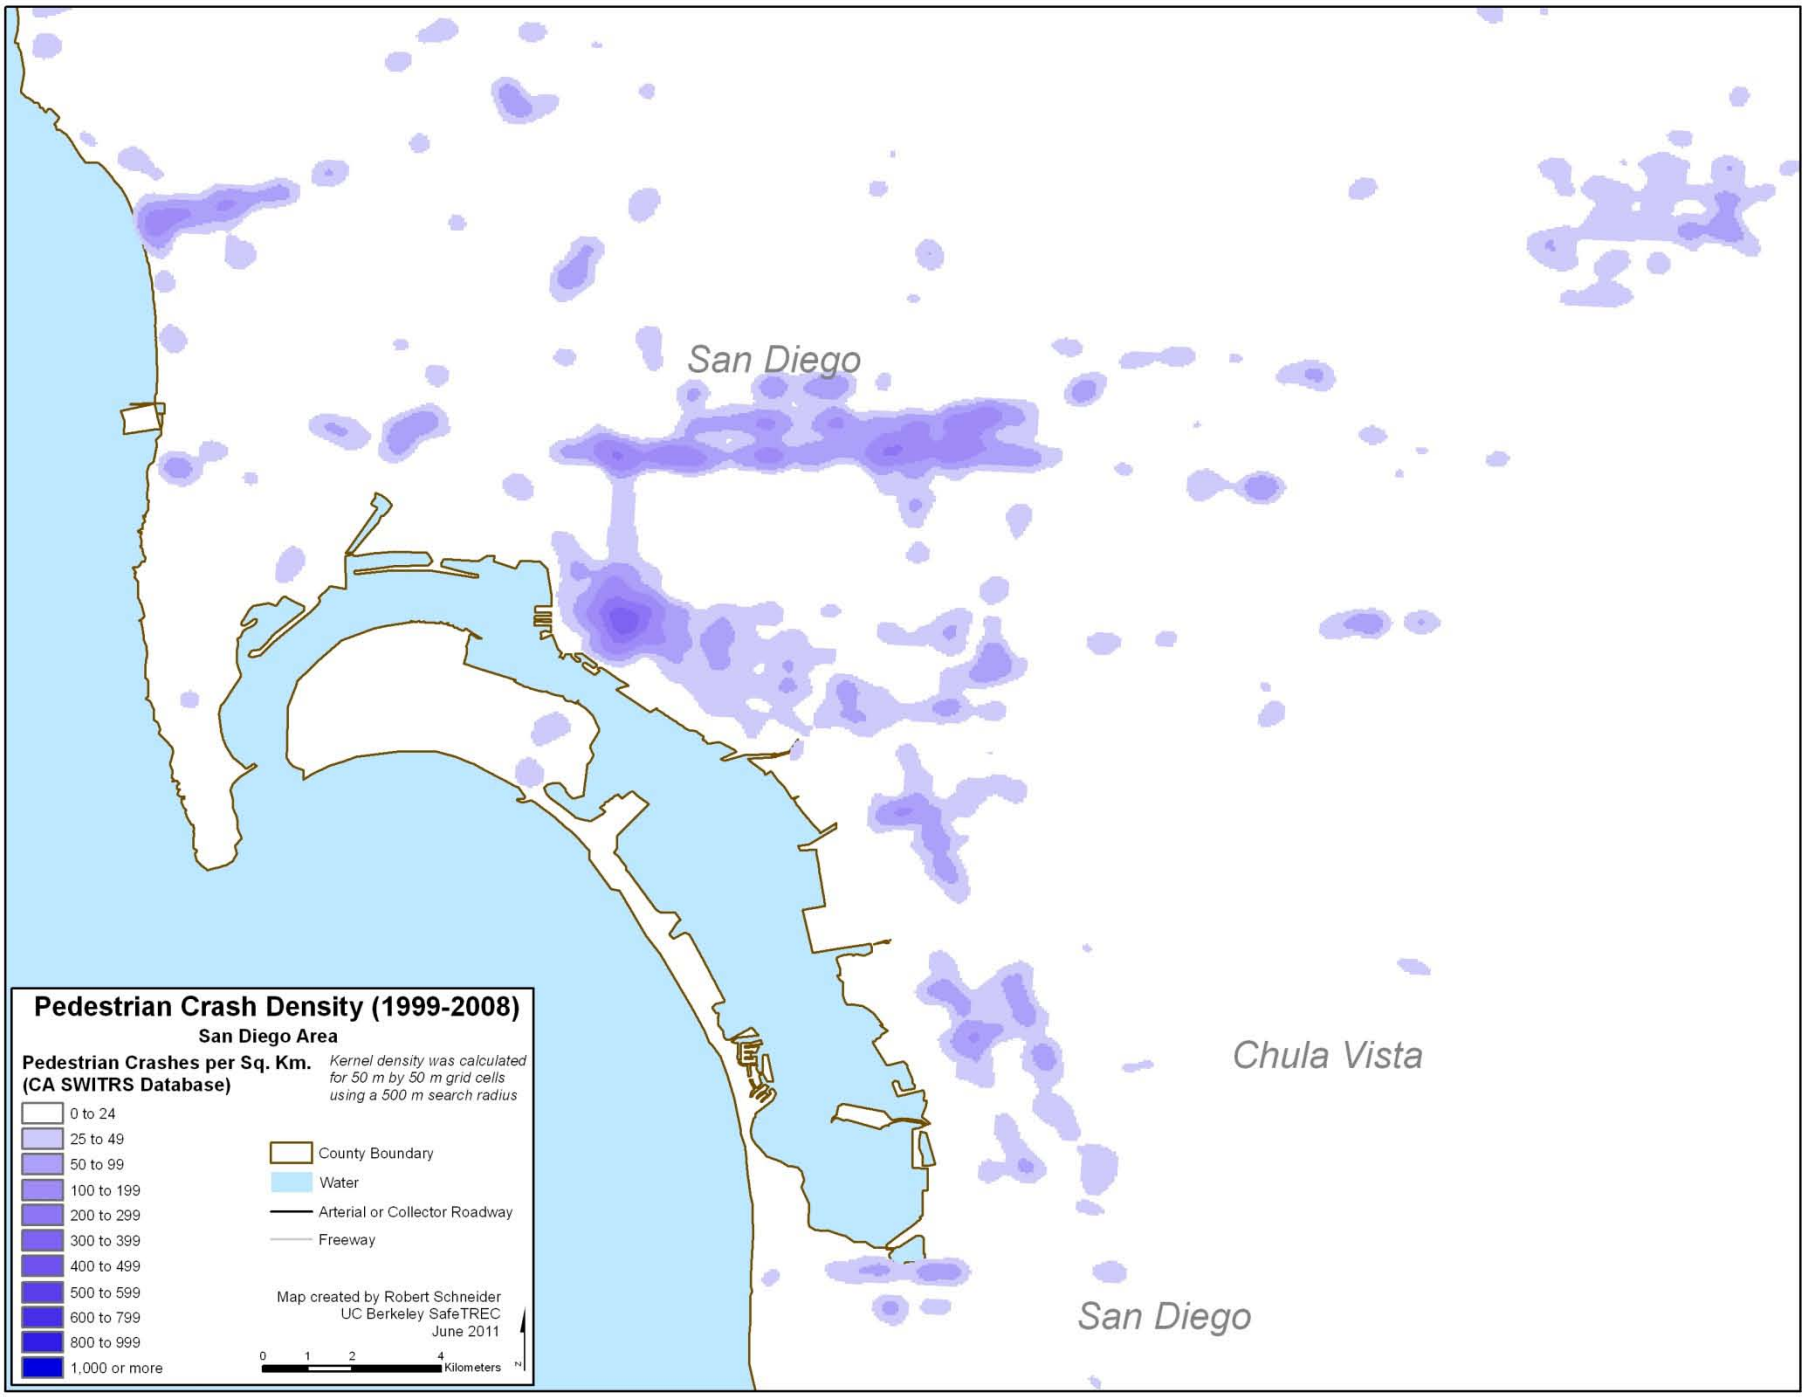 San Diego
Chula Vista
San Diego
Pedestrian Crash Density (1999-2008)
San Diego Area
Pedestrian Crashes per Sq. Km.
(CA SWITRS Database)
Kernel density was calculated
for 50 m by 50 m grid cells
using a 500 m search radius
0 to 24
25 to 49
50 to 99
100 to 199
200 to 299
300 to 399
400 to 499
500 to 599
600 to 799
800 to 999
1,000 or more
County Boundary
Water
Arterial or Collector Roadway
Freeway
Map created by Robert Schneider
UC Berkeley SafeTREC
June 2011
0 1 2 4
Kilometers
N